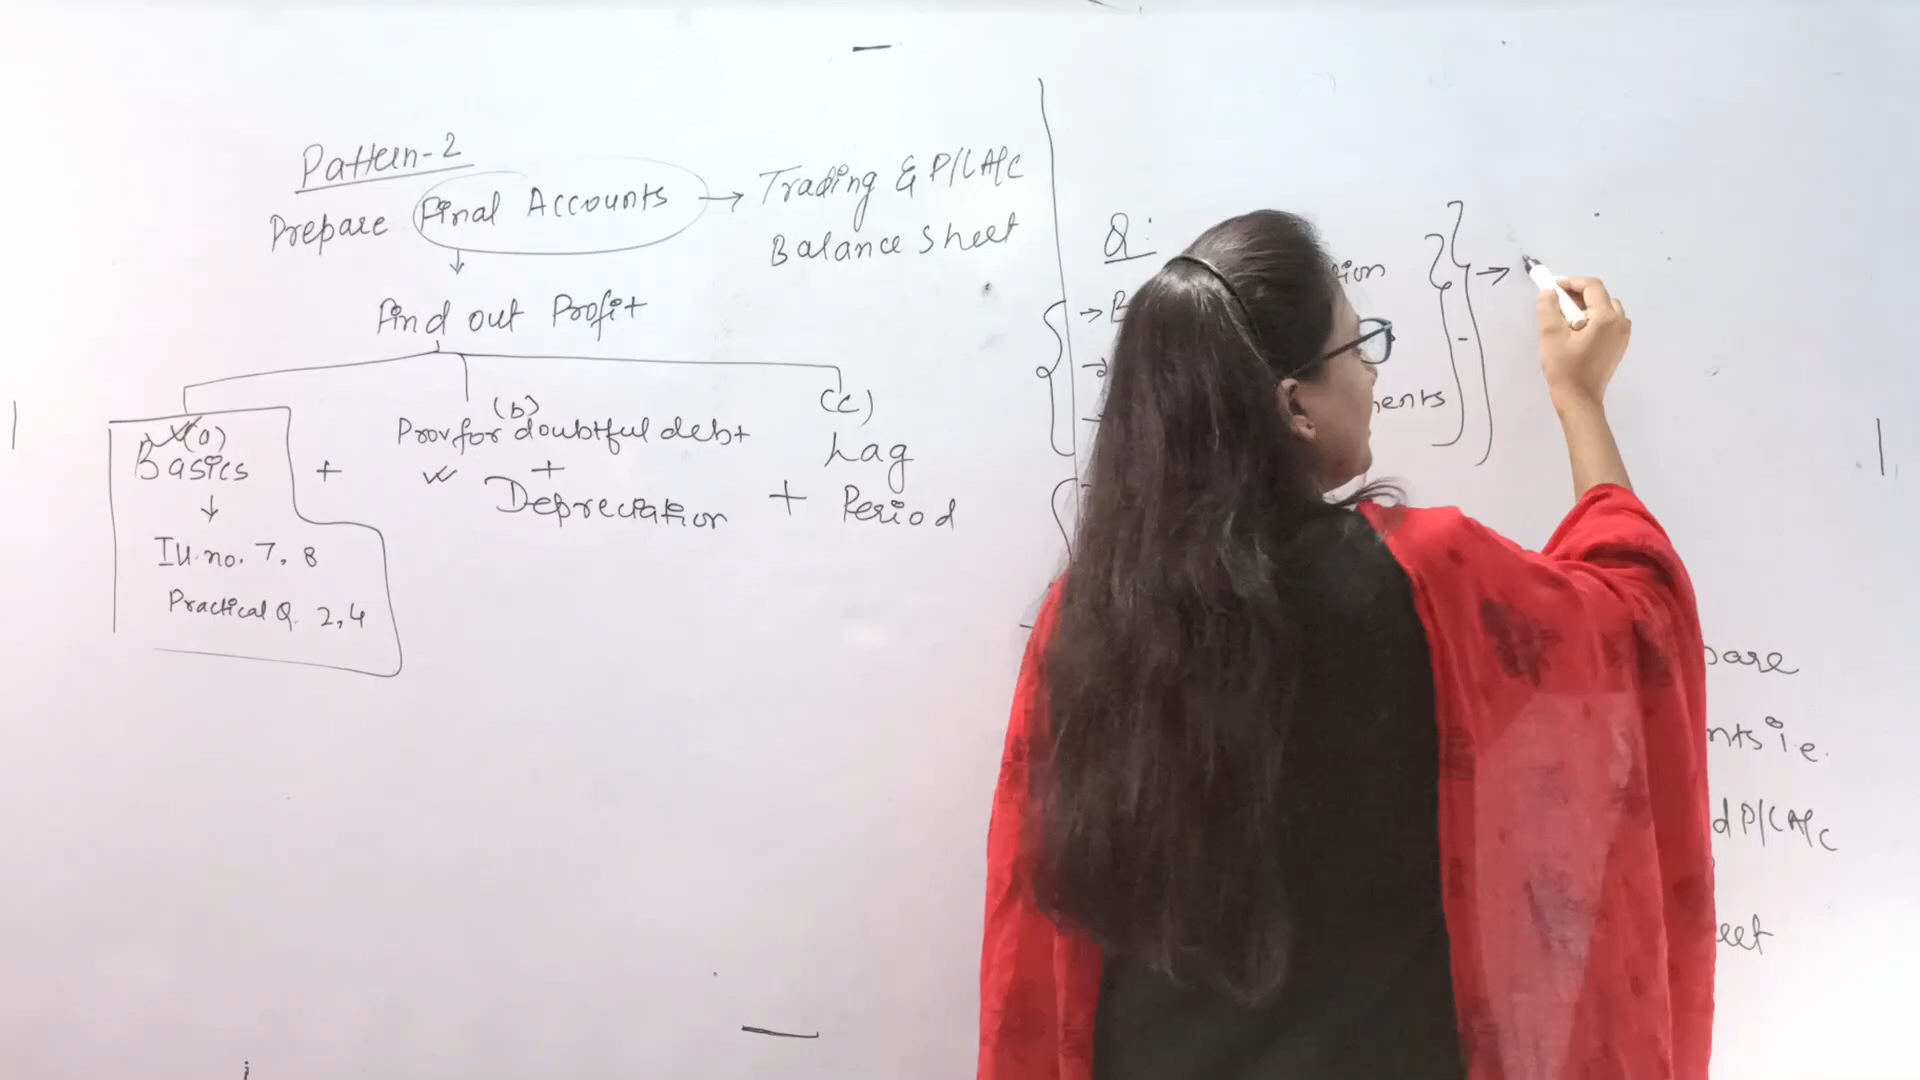 Pattern-2
Prepare Final Accounts → Trading & P/L A/c
Balance Sheet
↓
Find out Profit
(a) Basics + (b) Prov for doubtful debt + Depreciation + (c) Lag Period
↓
Ill. no. 7, 8
Practical Q. 2, 4
Q:
i.e.
d P/L A/c